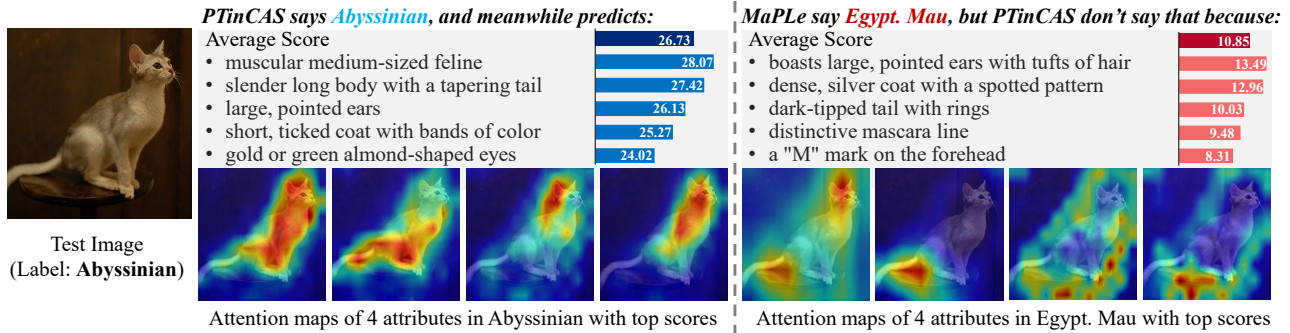 PTinCAS says Abyssinian, and meanwhile predicts:
Average Score 26.73
• muscular medium-sized feline 28.07
• slender long body with a tapering tail 27.42
• large, pointed ears 26.13
• short, ticked coat with bands of color 25.27
• gold or green almond-shaped eyes 24.02
Test Image
(Label: Abyssinian)
Attention maps of 4 attributes in Abyssinian with top scores
MaPLe say Egypt. Mau, but PTinCAS don't say that because:
Average Score 10.85
• boasts large, pointed ears with tufts of hair 13.49
• dense, silver coat with a spotted pattern 12.96
• dark-tipped tail with rings 10.03
• distinctive mascara line 9.48
• a "M" mark on the forehead 8.31
Attention maps of 4 attributes in Egypt. Mau with top scores